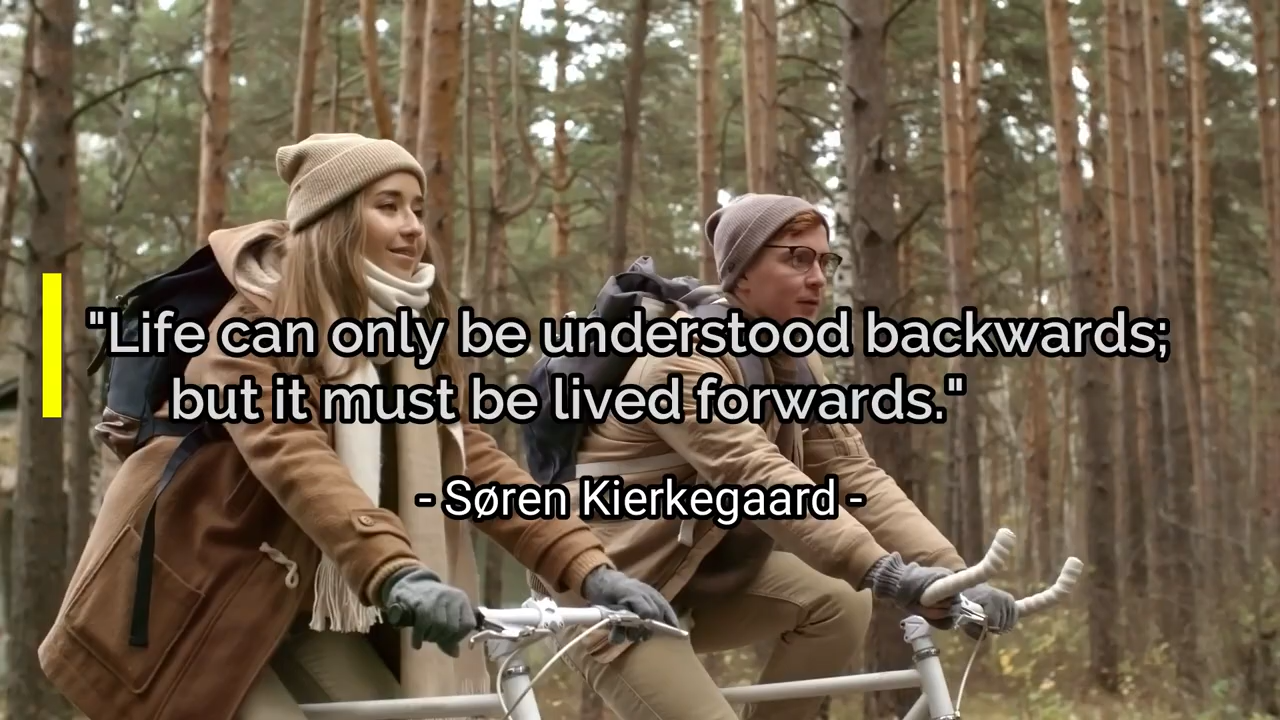 "Life can only be understood backwards;
but it must be lived forwards."
- Søren Kierkegaard -